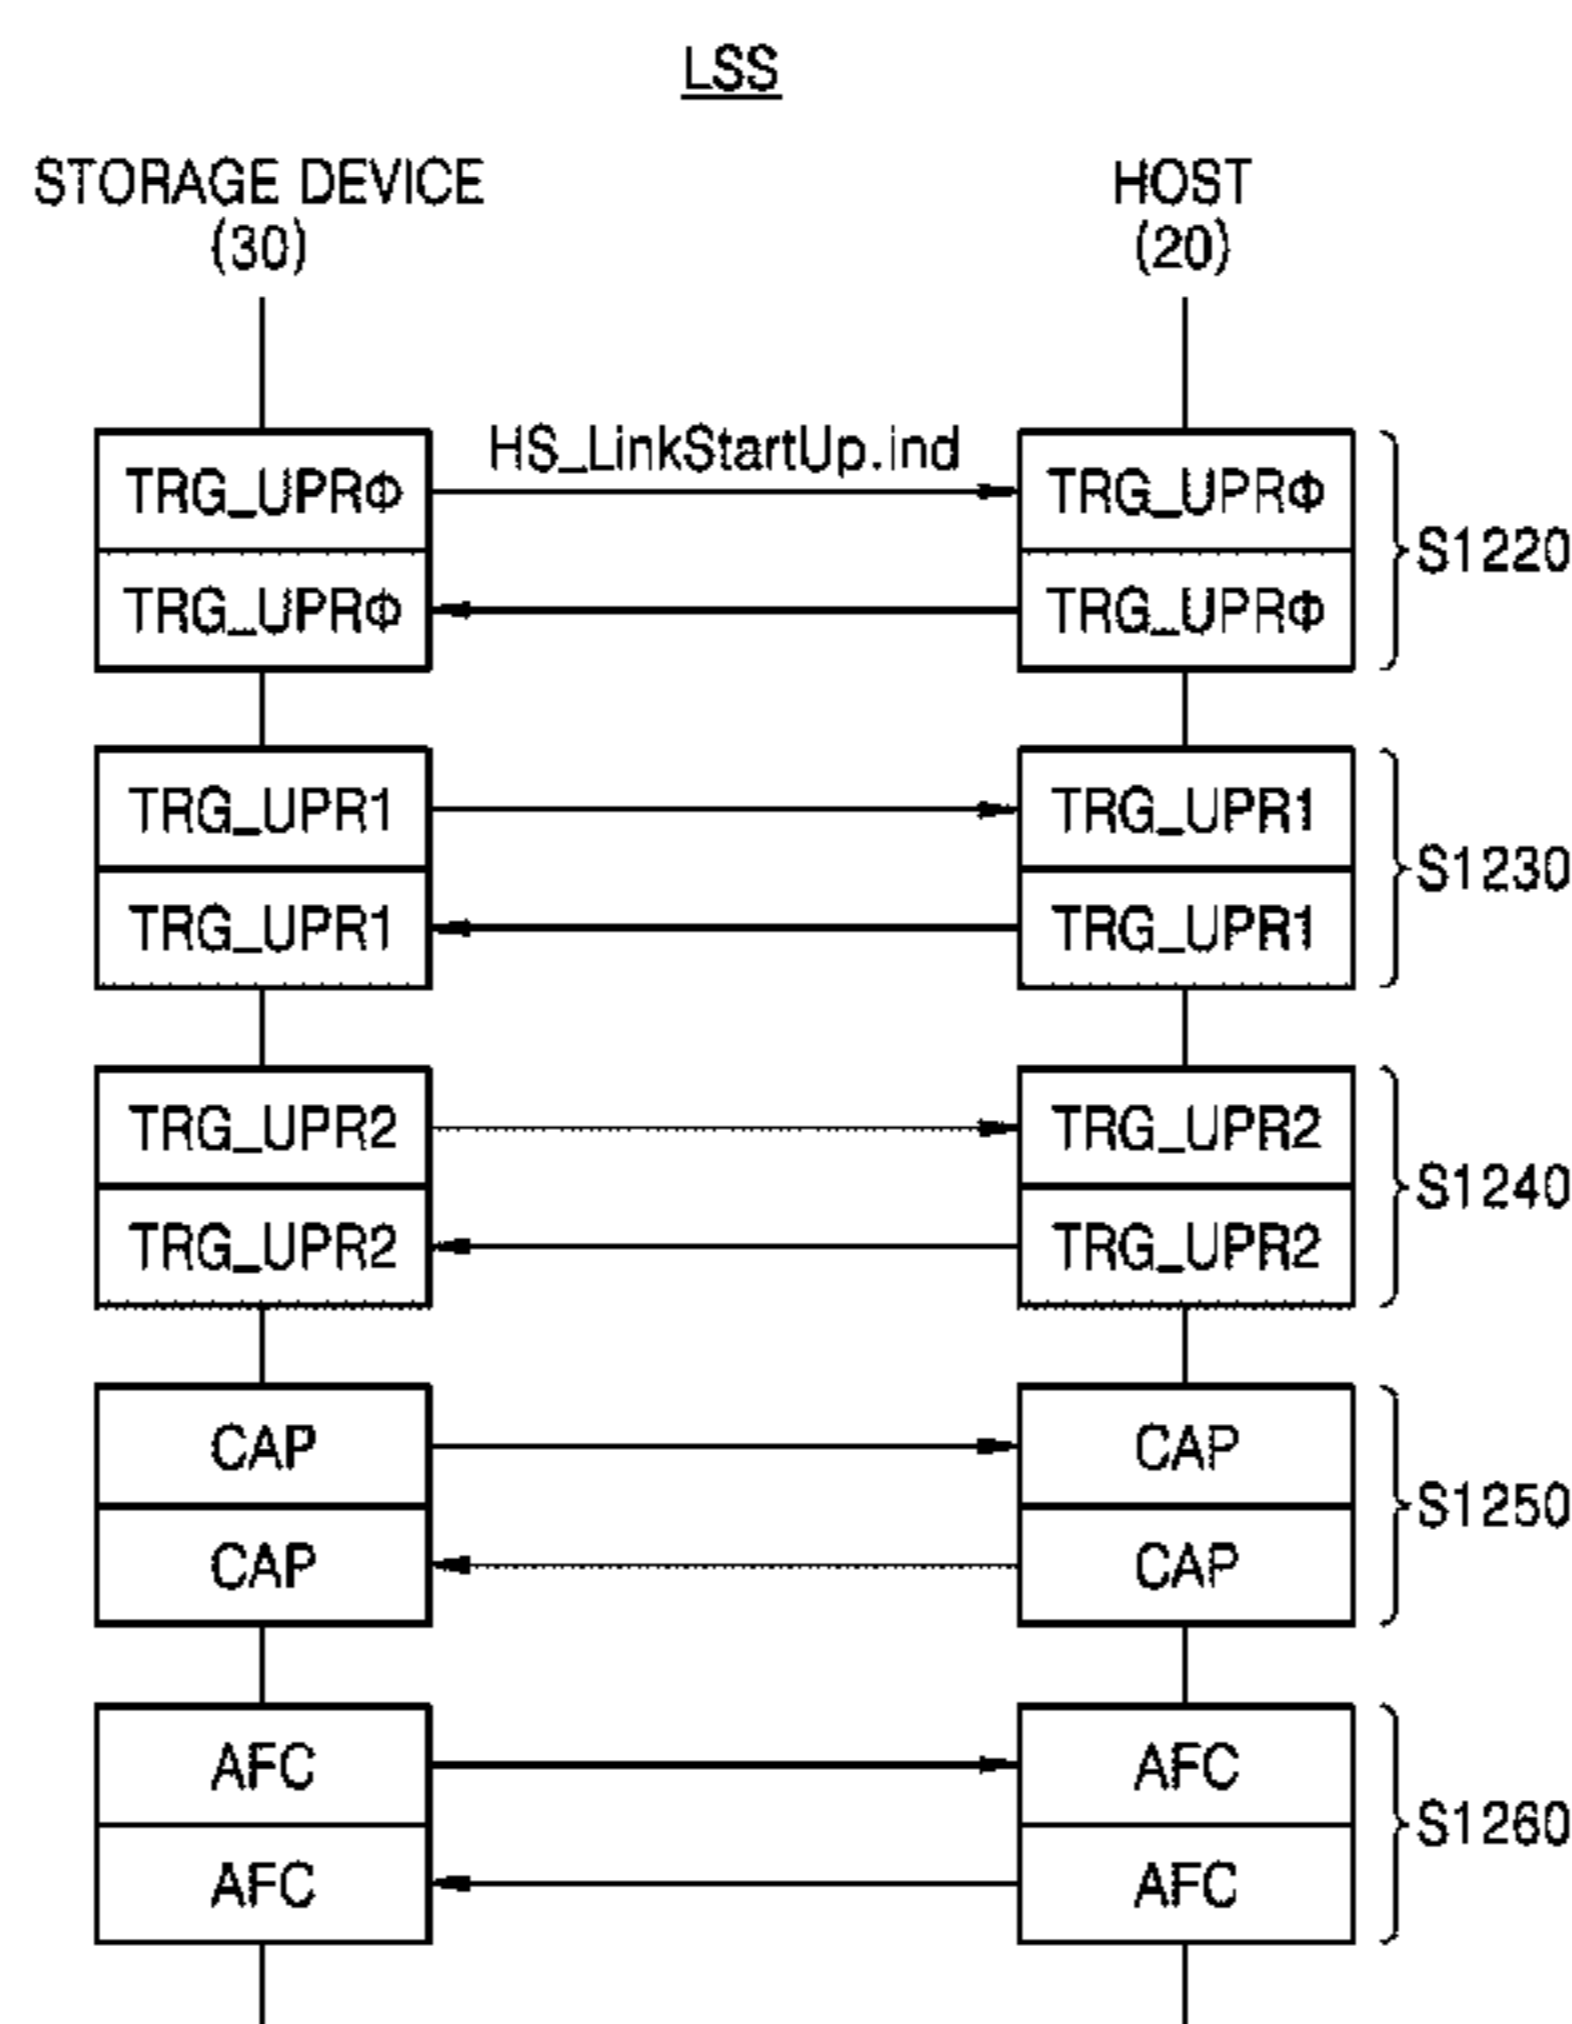 LSS
STORAGE DEVICE
(30)
HOST
(20)
HS_LinkStartUp.ind
TRG_UPRΦ
TRG_UPRΦ
TRG_UPRΦ
TRG_UPRΦ
S1220
TRG_UPR1
TRG_UPR1
TRG_UPR1
TRG_UPR1
S1230
TRG_UPR2
TRG_UPR2
TRG_UPR2
TRG_UPR2
S1240
CAP
CAP
CAP
CAP
S1250
AFC
AFC
AFC
AFC
S1260